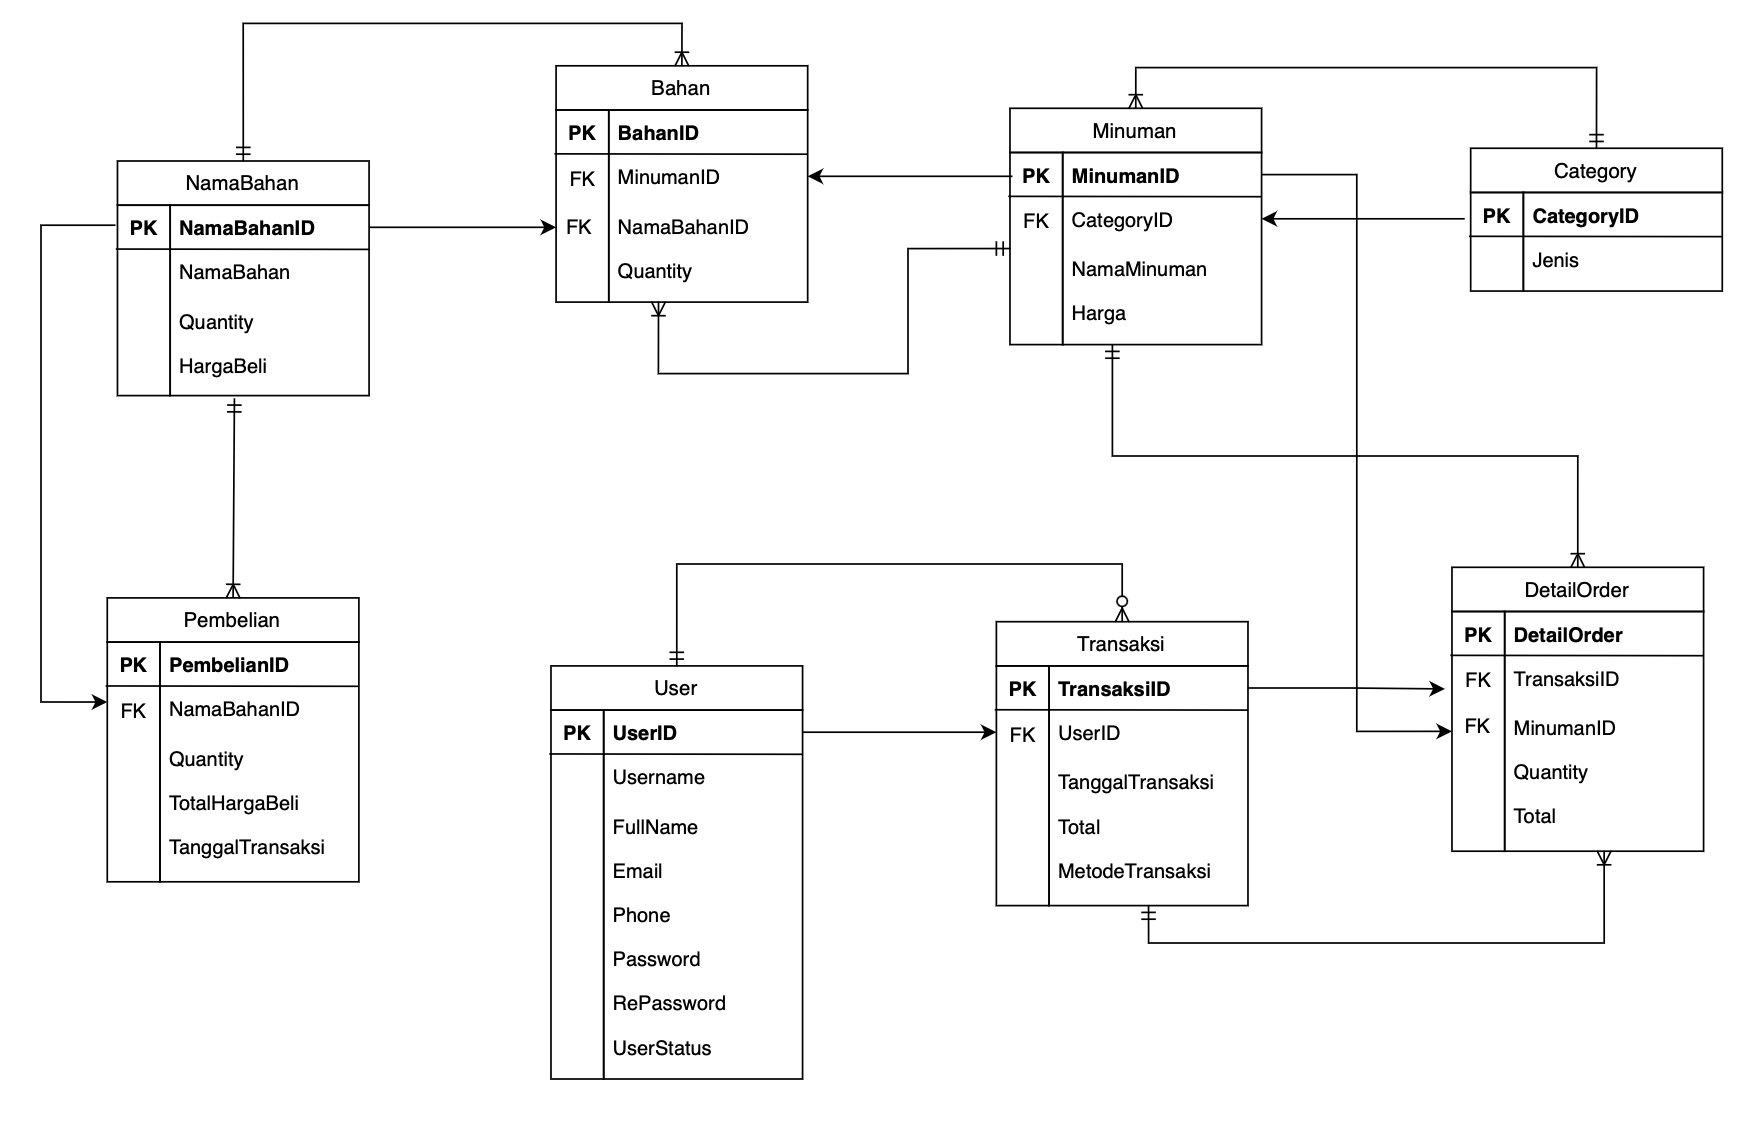 Bahan
PK BahanID
FK MinumanID
FK NamaBahanID
Quantity
Minuman
PK MinumanID
FK CategoryID
NamaMinuman
Harga
Category
PK CategoryID
Jenis
NamaBahan
PK NamaBahanID
NamaBahan
Quantity
HargaBeli
Pembelian
PK PembelianID
FK NamaBahanID
Quantity
TotalHargaBeli
TanggalTransaksi
User
PK UserID
Username
FullName
Email
Phone
Password
RePassword
UserStatus
Transaksi
PK TransaksiID
FK UserID
TanggalTransaksi
Total
MetodeTransaksi
DetailOrder
PK DetailOrder
FK TransaksiID
FK MinumanID
Quantity
Total